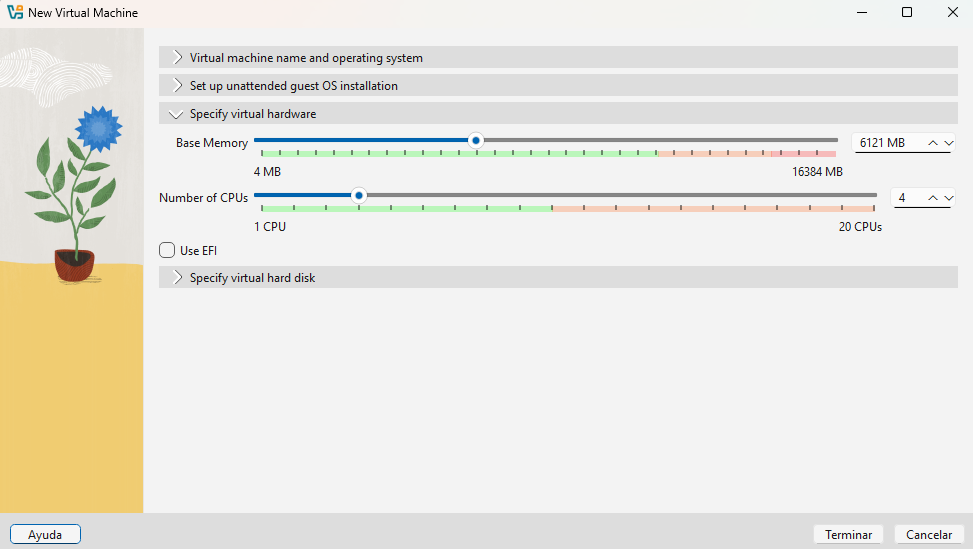 New Virtual Machine
Virtual machine name and operating system
Set up unattended guest OS installation
Specify virtual hardware
Base Memory 6121 MB
4 MB 16384 MB
Number of CPUs 4
1 CPU 20 CPUs
Use EFI
Specify virtual hard disk
Ayuda Terminar Cancelar